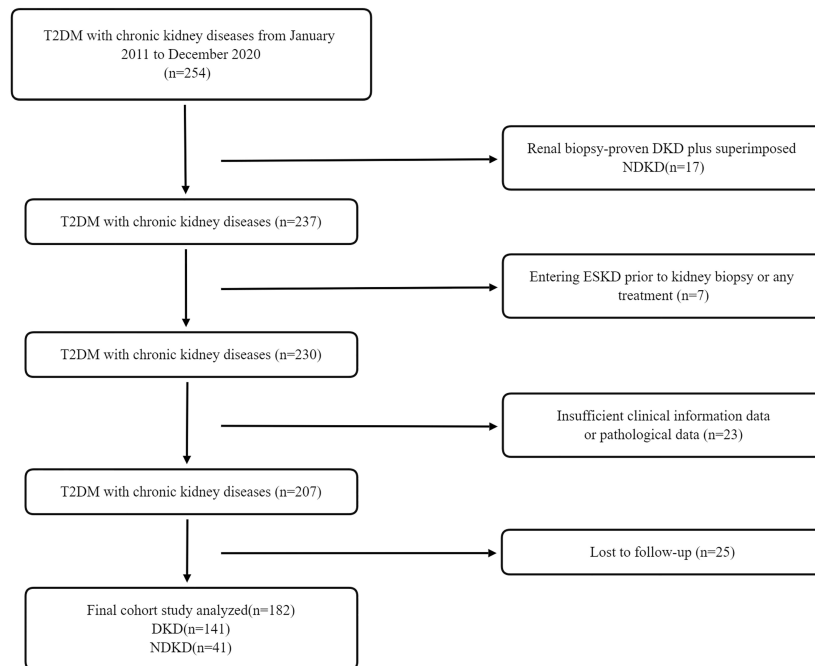 T2DM with chronic kidney diseases from January
2011 to December 2020
(n=254)
Renal biopsy-proven DKD plus superimposed
NDKD(n=17)
T2DM with chronic kidney diseases (n=237)
Entering ESKD prior to kidney biopsy or any
treatment (n=7)
T2DM with chronic kidney diseases (n=230)
Insufficient clinical information data
or pathological data (n=23)
T2DM with chronic kidney diseases (n=207)
Lost to follow-up (n=25)
Final cohort study analyzed(n=182)
DKD(n=141)
NDKD(n=41)